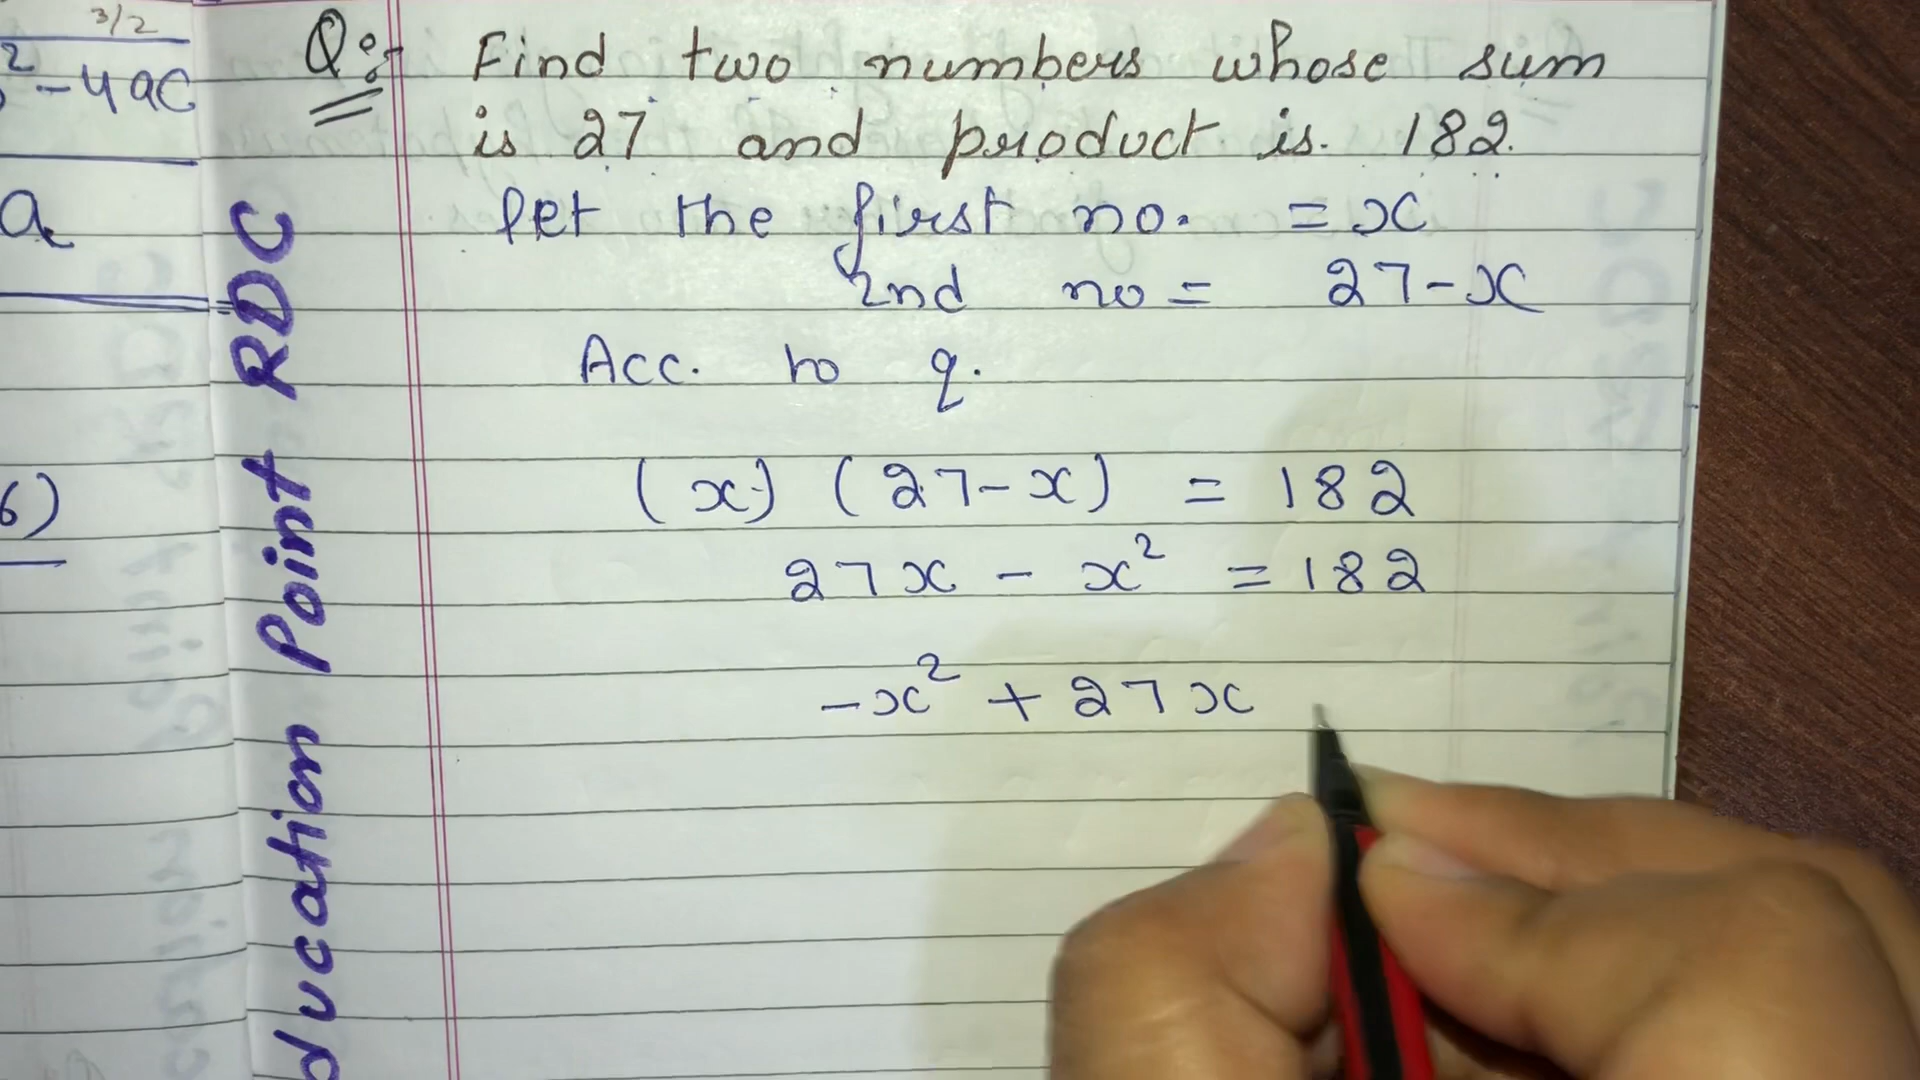 3/2
2 - 4ac
a
6)
Education Point RDC
Q:- Find two numbers whose sum
is 27 and product is. 182.
let the first no. = x
2nd no = 27-x
Acc. to q.
(x) (27-x) = 182
27x - x² = 182
-x² + 27x